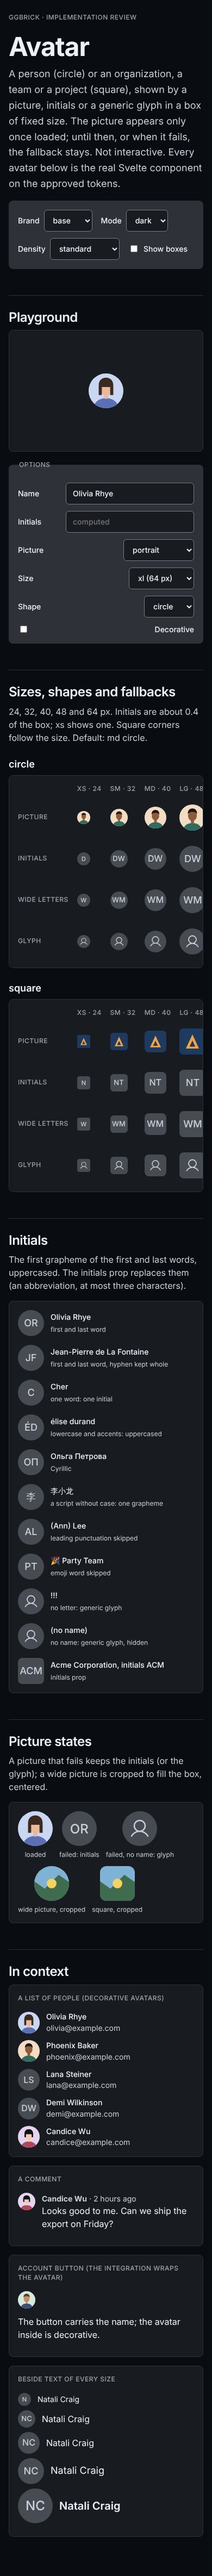 GGBRICK · IMPLEMENTATION REVIEW
Avatar
A person (circle) or an organization, a
team or a project (square), shown by a
picture, initials or a generic glyph in a box
of fixed size. The picture appears only
once loaded; until then, or when it fails,
the fallback stays. Not interactive. Every
avatar below is the real Svelte component
on the approved tokens.
Brand base Mode dark
Density standard Show boxes
Playground
OPTIONS
Name Olivia Rhye
Initials computed
Picture portrait
Size xl (64 px)
Shape circle
Decorative
Sizes, shapes and fallbacks
24, 32, 40, 48 and 64 px. Initials are about 0.4
of the box; xs shows one. Square corners
follow the size. Default: md circle.
circle
XS · 24 SM · 32 MD · 40 LG · 48
PICTURE
INITIALS D DW DW DW
WIDE LETTERS W WM WM WM
GLYPH
square
XS · 24 SM · 32 MD · 40 LG · 48
PICTURE
INITIALS N NT NT NT
WIDE LETTERS W WM WM WM
GLYPH
Initials
The first grapheme of the first and last words,
uppercased. The initials prop replaces them
(an abbreviation, at most three characters).
OR Olivia Rhye
first and last word
JF Jean-Pierre de La Fontaine
first and last word, hyphen kept whole
C Cher
one word: one initial
ÉD élise durand
lowercase and accents: uppercased
ОП Ольга Петрова
Cyrillic
李 李小龙
a script without case: one grapheme
AL (Ann) Lee
leading punctuation skipped
PT 🎉 Party Team
emoji word skipped
!!!
no letter: generic glyph
(no name)
no name: generic glyph, hidden
ACM Acme Corporation, initials ACM
initials prop
Picture states
A picture that fails keeps the initials (or the
glyph); a wide picture is cropped to fill the box,
centered.
OR
loaded failed: initials failed, no name: glyph
wide picture, cropped square, cropped
In context
A LIST OF PEOPLE (DECORATIVE AVATARS)
Olivia Rhye
olivia@example.com
Phoenix Baker
phoenix@example.com
LS Lana Steiner
lana@example.com
DW Demi Wilkinson
demi@example.com
Candice Wu
candice@example.com
A COMMENT
Candice Wu · 2 hours ago
Looks good to me. Can we ship the
export on Friday?
ACCOUNT BUTTON (THE INTEGRATION WRAPS
THE AVATAR)
The button carries the name; the avatar
inside is decorative.
BESIDE TEXT OF EVERY SIZE
N Natali Craig
NC Natali Craig
NC Natali Craig
NC Natali Craig
NC Natali Craig